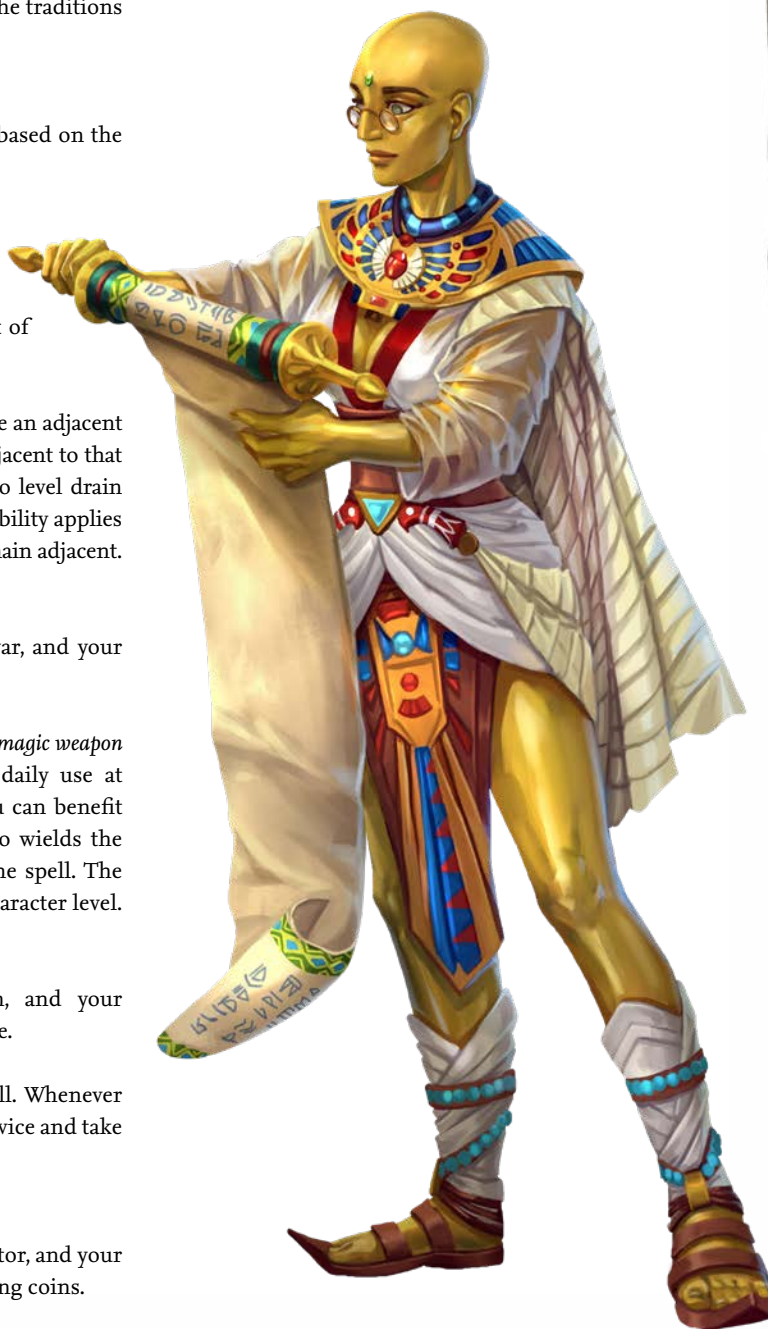 he traditions
based on the
of
e an adjacent
jacent to that
o level drain
bility applies
ain adjacent.
ar, and your
magic weapon
daily use at
u can benefit
o wields the
he spell. The
aracter level.
n, and your
e.
ll. Whenever
vice and take
tor, and your
ng coins.